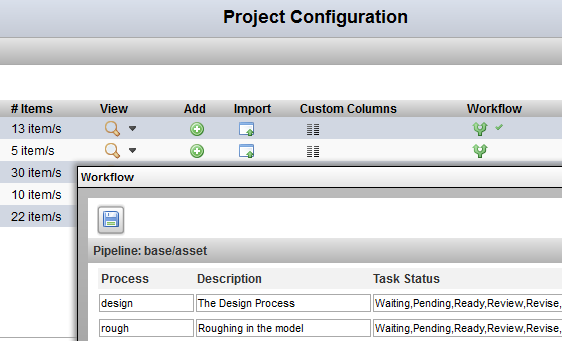 Project Configuration
# Items View Add Import Custom Columns Workflow
13 item/s
5 item/s
30 item/s
10 item/s
22 item/s
Workflow
Pipeline: base/asset
Process Description Task Status
design The Design Process Waiting,Pending,Ready,Review,Revise,
rough Roughing in the model Waiting,Pending,Ready,Review,Revise,